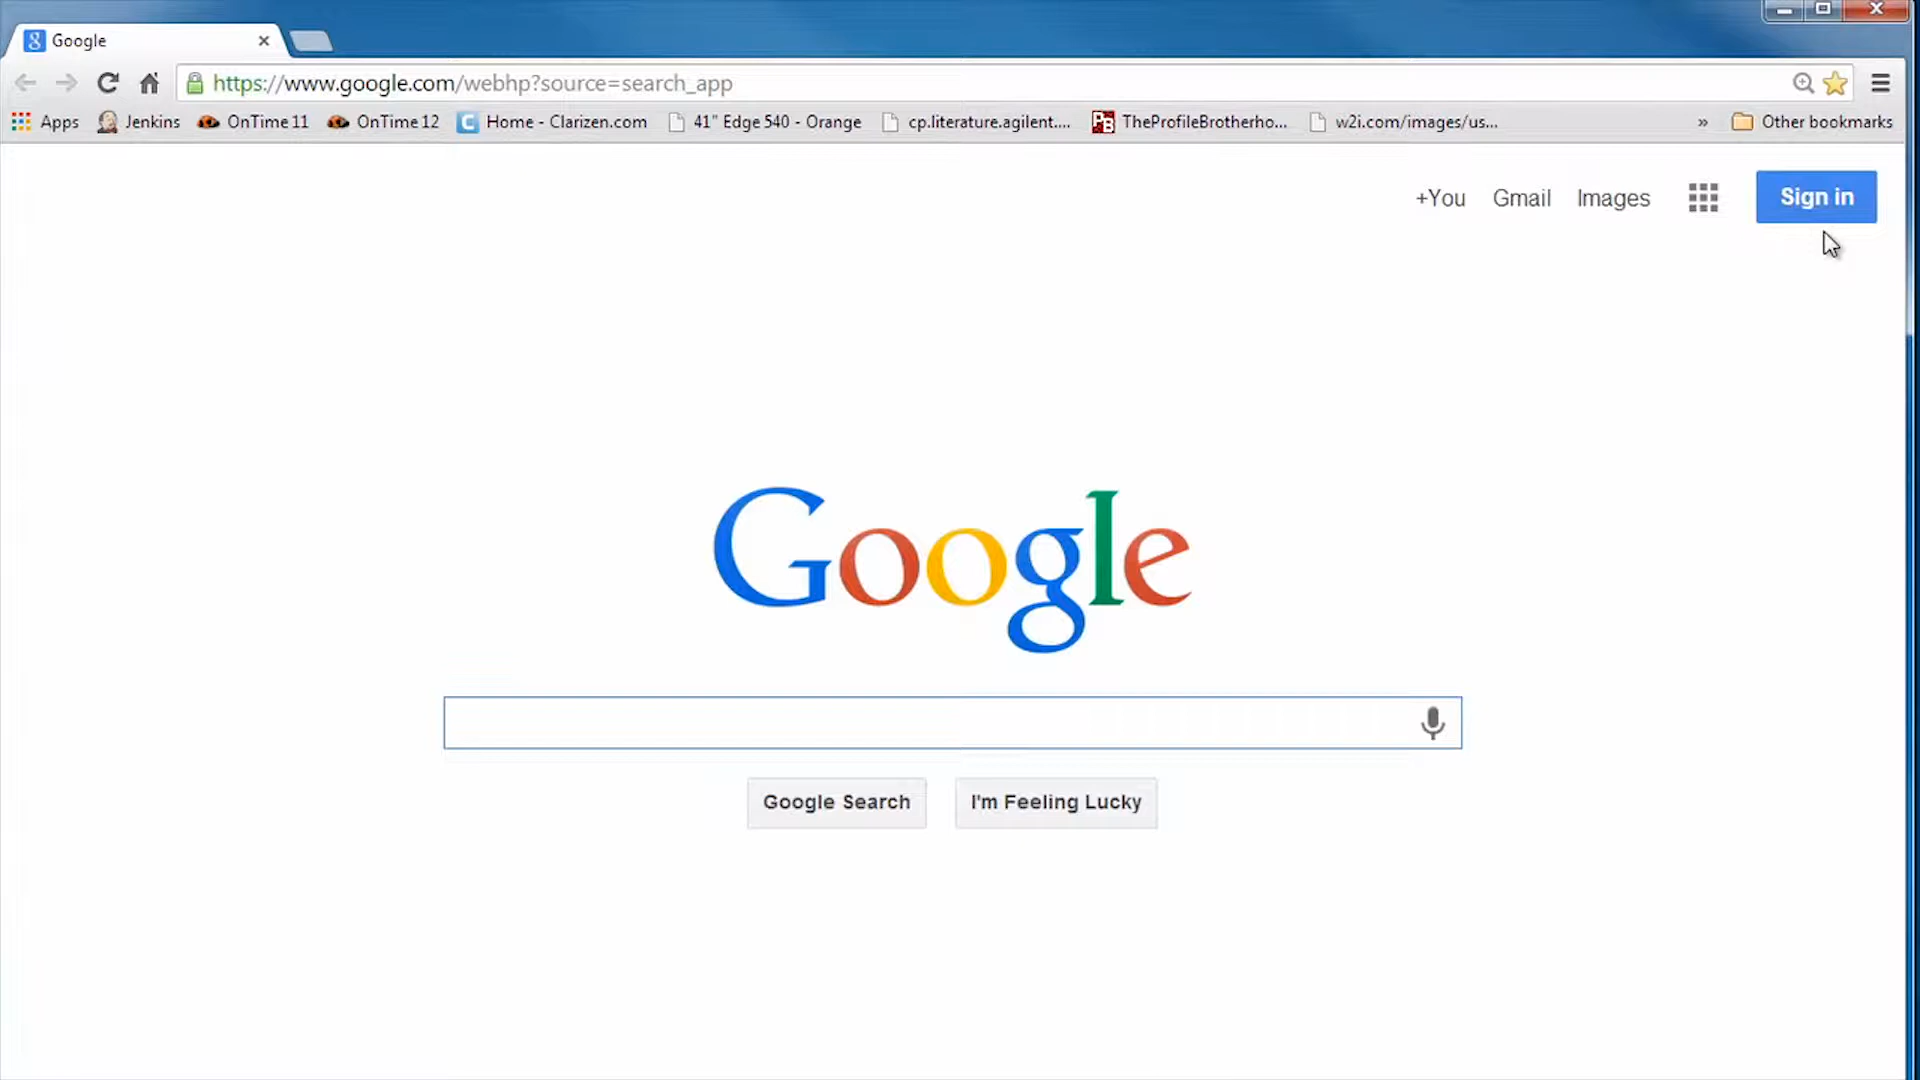 Google
https://www.google.com/webhp?source=search_app
Apps Jenkins OnTime 11 OnTime 12 Home - Clarizen.com 41" Edge 540 - Orange cp.literature.agilent.... TheProfileBrotherho... w2i.com/images/us... » Other bookmarks
+You Gmail Images Sign in
Google
Google Search I'm Feeling Lucky